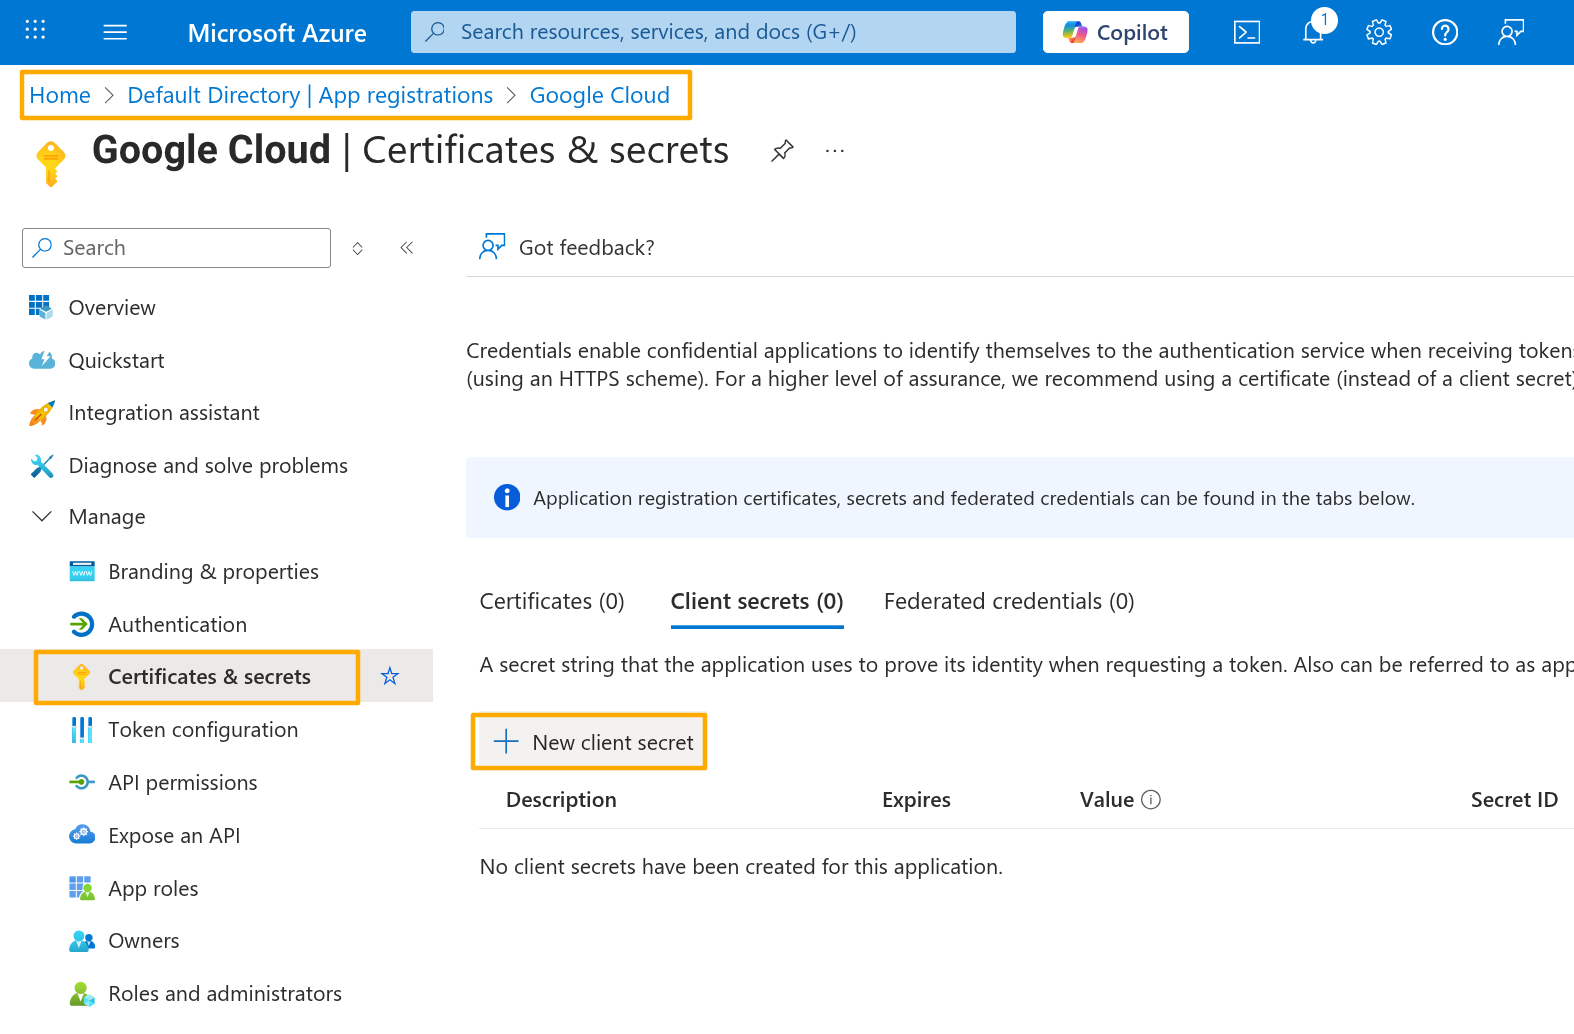 Microsoft Azure
Search resources, services, and docs (G+/)
Copilot
1
Home > Default Directory | App registrations > Google Cloud
Google Cloud | Certificates & secrets
Search
Got feedback?
Overview
Quickstart
Integration assistant
Diagnose and solve problems
Manage
Branding & properties
Authentication
Certificates & secrets
Token configuration
API permissions
Expose an API
App roles
Owners
Roles and administrators
Credentials enable confidential applications to identify themselves to the authentication service when receiving tokens
(using an HTTPS scheme). For a higher level of assurance, we recommend using a certificate (instead of a client secret)
Application registration certificates, secrets and federated credentials can be found in the tabs below.
Certificates (0) Client secrets (0) Federated credentials (0)
A secret string that the application uses to prove its identity when requesting a token. Also can be referred to as app
New client secret
Description Expires Value Secret ID
No client secrets have been created for this application.